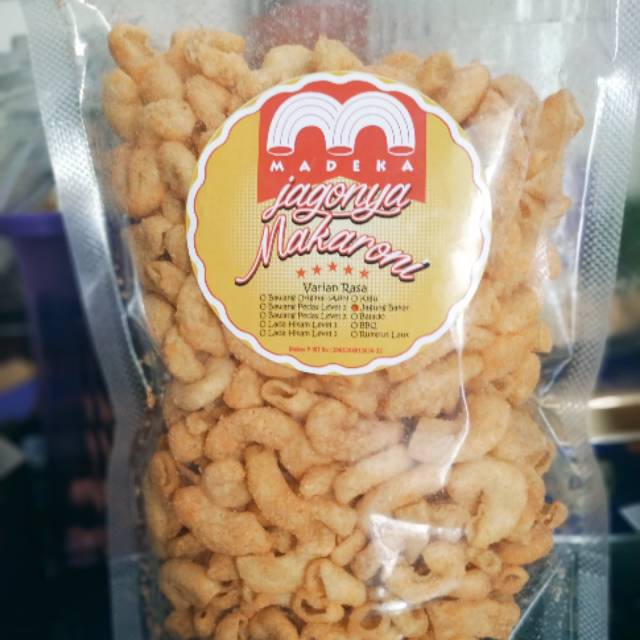 MADEKA
jagonya
Makaroni
Varian Rasa
Bawang Original (Asin) Keju
Bawang Pedas Level 1 Jagung Bakar
Bawang Pedas Level 2 Balado
Lada Hitam Level 1 BBQ
Lada Hitam Level 2 Rumput Laut